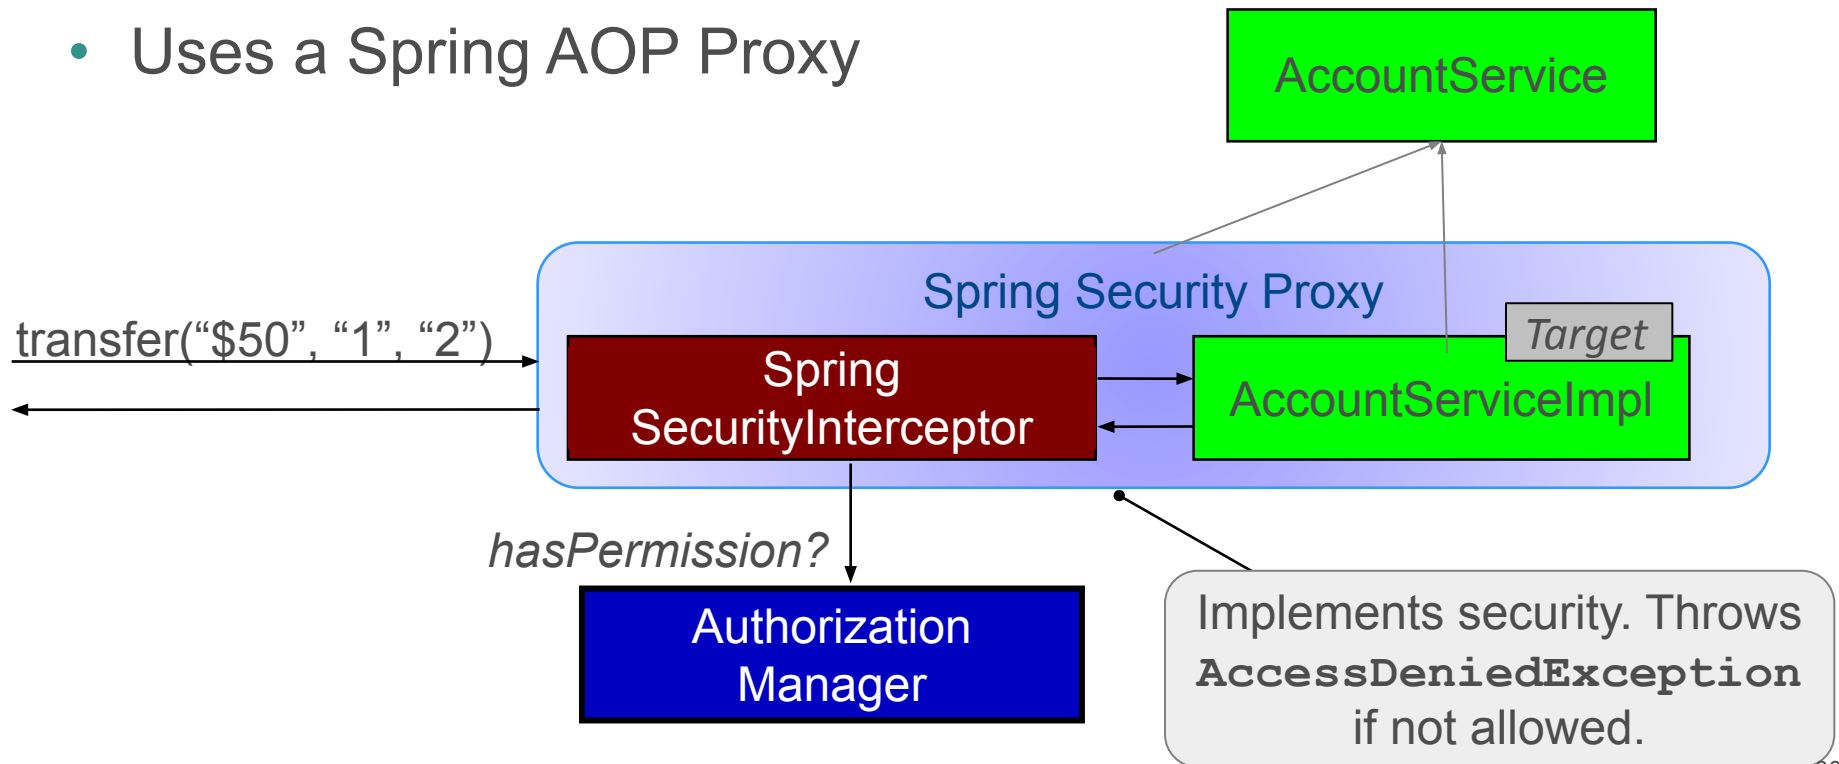 • Uses a Spring AOP Proxy
AccountService
Spring Security Proxy
transfer(“$50”, “1”, “2”)
Target
Spring
SecurityInterceptor
AccountServiceImpl
hasPermission?
Authorization
Manager
Implements security. Throws
AccessDeniedException
if not allowed.